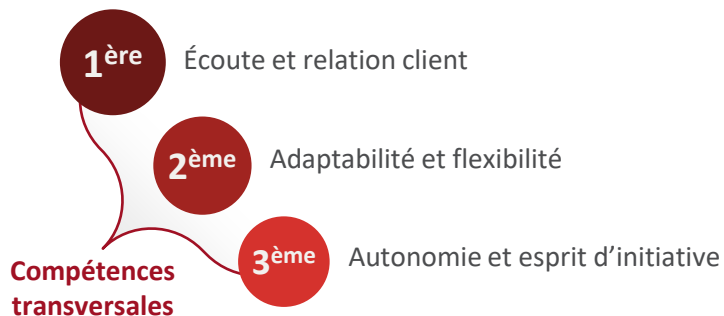 1ère Écoute et relation client
2ème Adaptabilité et flexibilité
3ème Autonomie et esprit d’initiative
Compétences
transversales